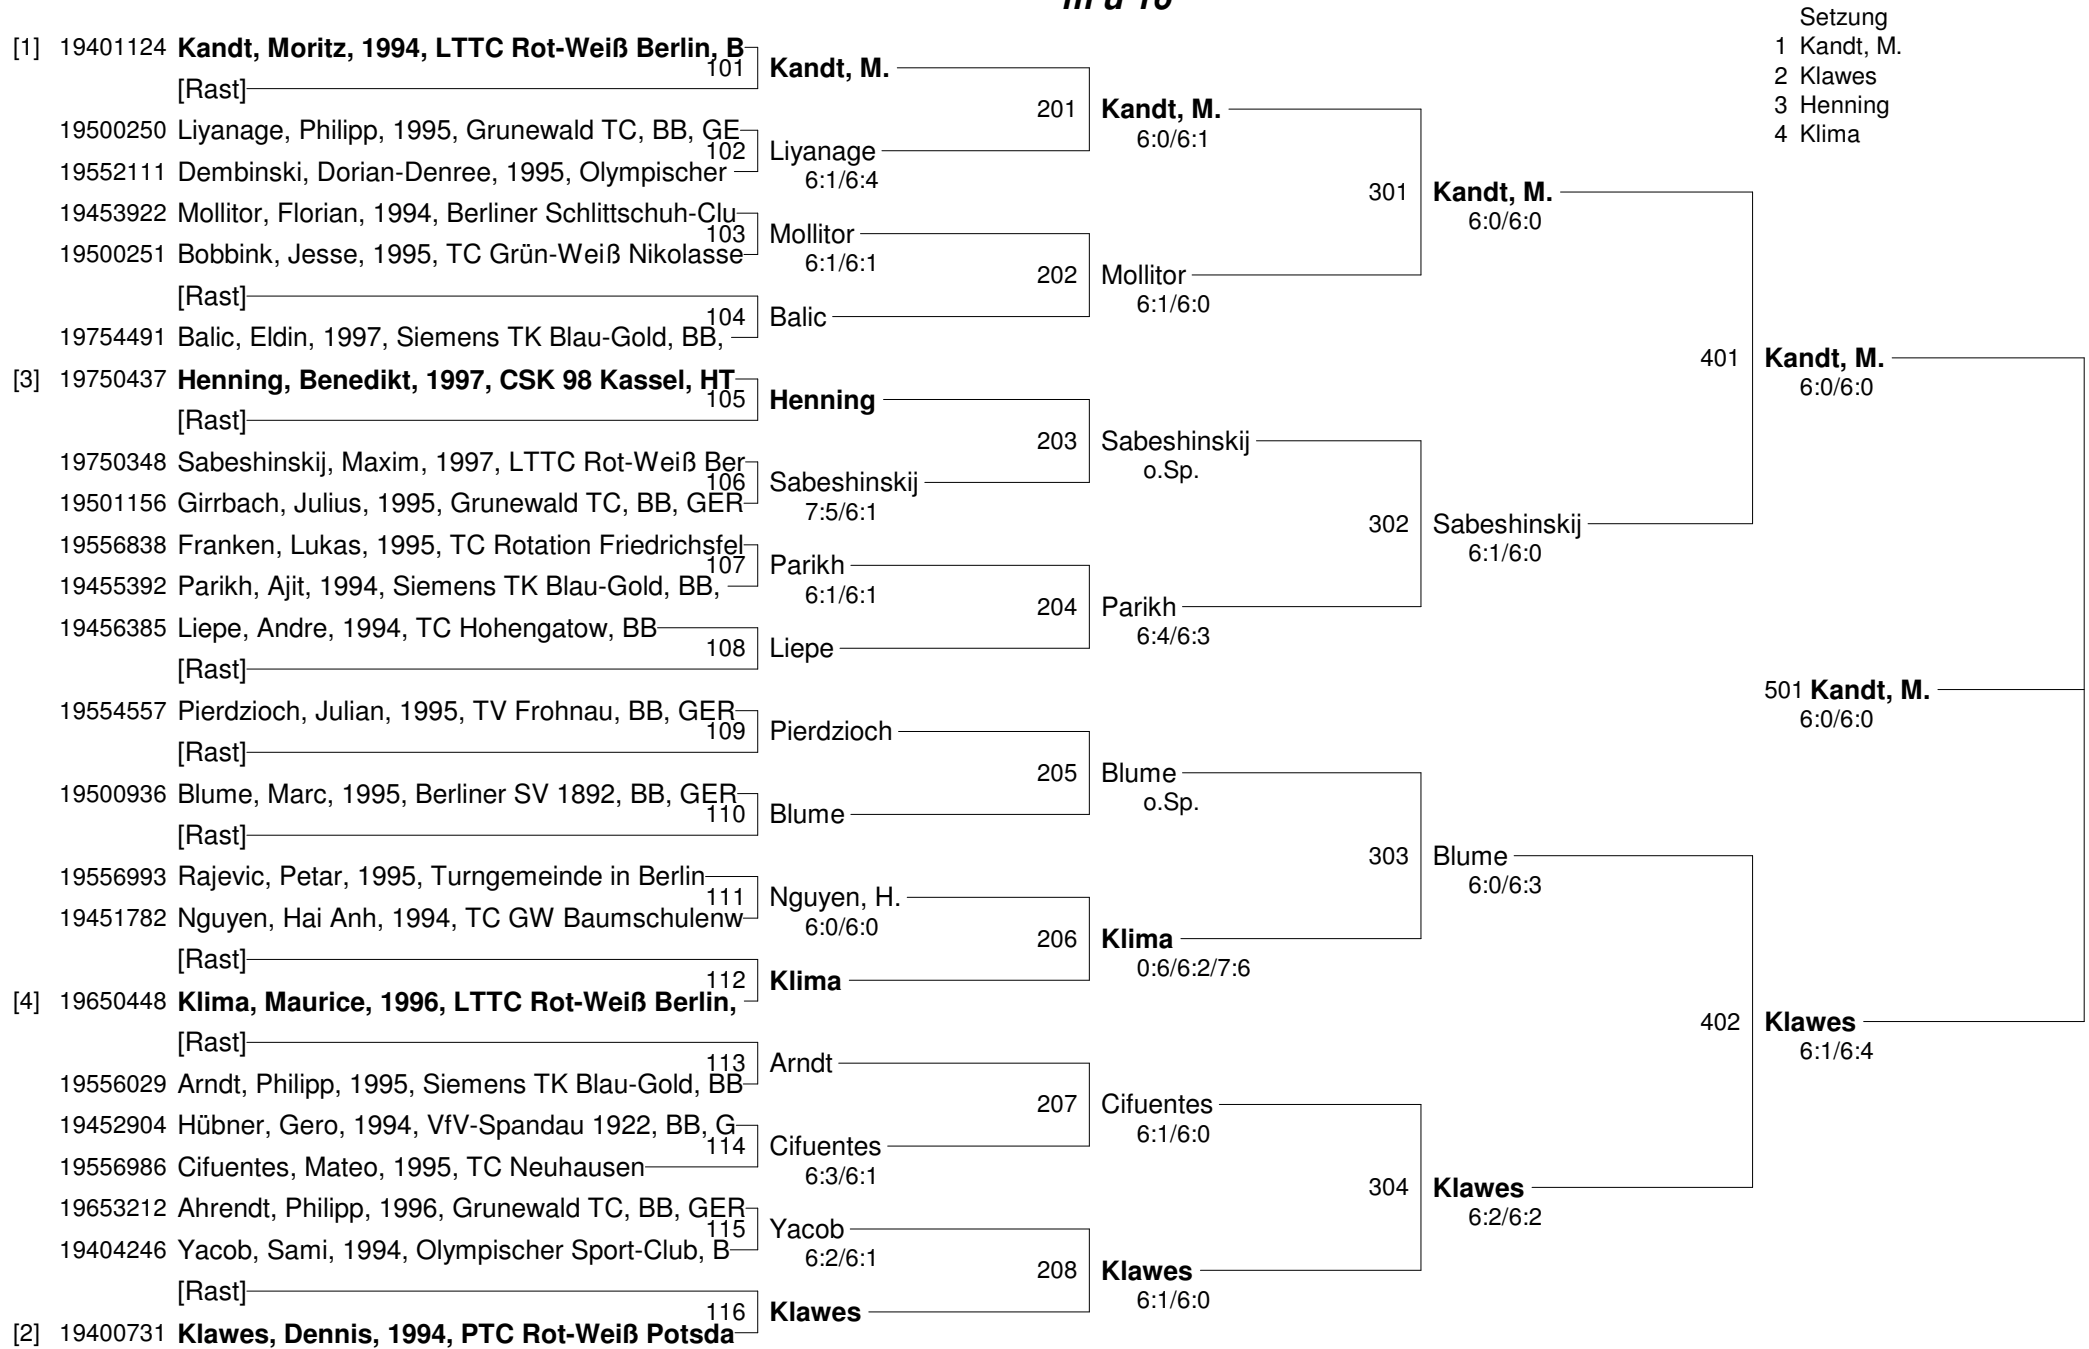 m u 16
Setzung
1 Kandt, M.
2 Klawes
3 Henning
4 Klima
[1] 19401124 Kandt, Moritz, 1994, LTTC Rot-Weiß Berlin, B
101 Kandt, M.
[Rast]
201 Kandt, M.
6:0/6:1
19500250 Liyanage, Philipp, 1995, Grunewald TC, BB, GE
102 Liyanage
6:1/6:4
19552111 Dembinski, Dorian-Denree, 1995, Olympischer
301 Kandt, M.
6:0/6:0
19453922 Mollitor, Florian, 1994, Berliner Schlittschuh-Clu
103 Mollitor
6:1/6:1
19500251 Bobbink, Jesse, 1995, TC Grün-Weiß Nikolasse
202 Mollitor
6:1/6:0
[Rast]
104 Balic
19754491 Balic, Eldin, 1997, Siemens TK Blau-Gold, BB,
401 Kandt, M.
6:0/6:0
[3] 19750437 Henning, Benedikt, 1997, CSK 98 Kassel, HT
105 Henning
[Rast]
203 Sabeshinskij
o.Sp.
19750348 Sabeshinskij, Maxim, 1997, LTTC Rot-Weiß Ber
106 Sabeshinskij
7:5/6:1
19501156 Girrbach, Julius, 1995, Grunewald TC, BB, GER
302 Sabeshinskij
6:1/6:0
19556838 Franken, Lukas, 1995, TC Rotation Friedrichsfel
107 Parikh
6:1/6:1
19455392 Parikh, Ajit, 1994, Siemens TK Blau-Gold, BB,
204 Parikh
6:4/6:3
19456385 Liepe, Andre, 1994, TC Hohengatow, BB
108 Liepe
[Rast]
501 Kandt, M.
6:0/6:0
19554557 Pierdzioch, Julian, 1995, TV Frohnau, BB, GER
109 Pierdzioch
[Rast]
205 Blume
o.Sp.
19500936 Blume, Marc, 1995, Berliner SV 1892, BB, GER
110 Blume
[Rast]
303 Blume
6:0/6:3
19556993 Rajevic, Petar, 1995, Turngemeinde in Berlin
111 Nguyen, H.
6:0/6:0
19451782 Nguyen, Hai Anh, 1994, TC GW Baumschulenw
206 Klima
0:6/6:2/7:6
[Rast]
112 Klima
[4] 19650448 Klima, Maurice, 1996, LTTC Rot-Weiß Berlin,
402 Klawes
6:1/6:4
[Rast]
113 Arndt
19556029 Arndt, Philipp, 1995, Siemens TK Blau-Gold, BB
207 Cifuentes
6:1/6:0
19452904 Hübner, Gero, 1994, VfV-Spandau 1922, BB, G
114 Cifuentes
6:3/6:1
19556986 Cifuentes, Mateo, 1995, TC Neuhausen
304 Klawes
6:2/6:2
19653212 Ahrendt, Philipp, 1996, Grunewald TC, BB, GER
115 Yacob
6:2/6:1
19404246 Yacob, Sami, 1994, Olympischer Sport-Club, B
208 Klawes
6:1/6:0
[Rast]
116 Klawes
[2] 19400731 Klawes, Dennis, 1994, PTC Rot-Weiß Potsda